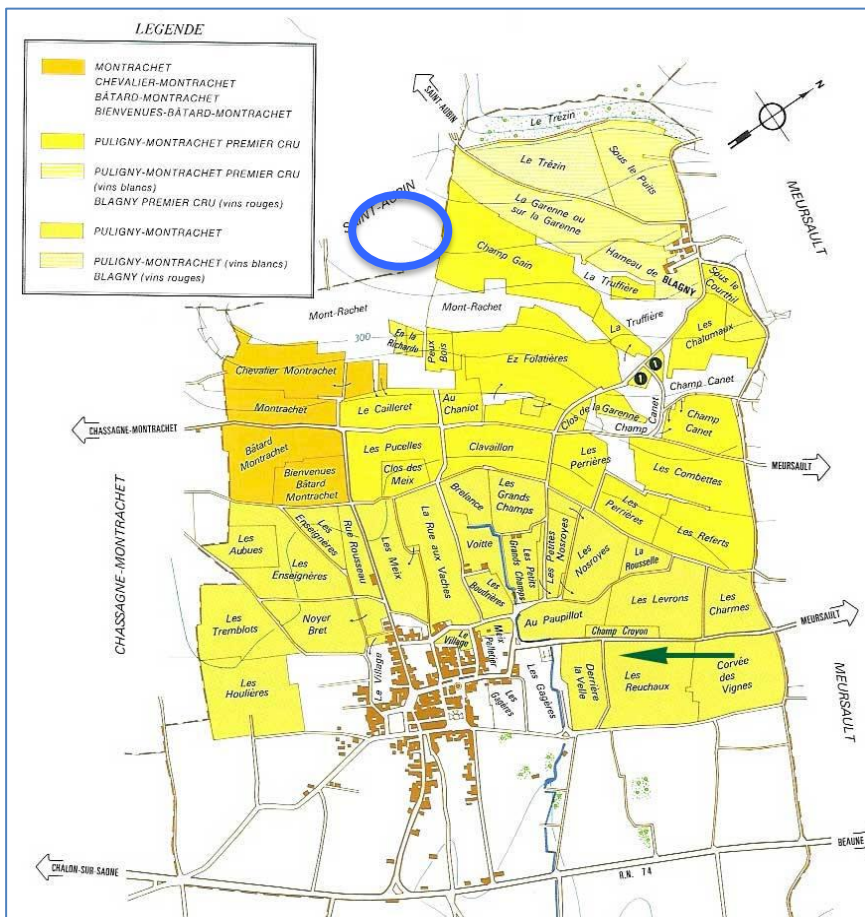 LEGENDE
MONTRACHET
CHEVALIER-MONTRACHET
BÂTARD-MONTRACHET
BIENVENUES-BÂTARD-MONTRACHET
PULIGNY-MONTRACHET PREMIER CRU
PULIGNY-MONTRACHET PREMIER CRU
(vins blancs)
BLAGNY PREMIER CRU (vins rouges)
PULIGNY-MONTRACHET
PULIGNY-MONTRACHET (vins blancs)
BLAGNY (vins rouges)
N
SAINT-AUBIN
Le Trézin
Le Trézin
Sous le Puits
MEURSAULT
SAINT-AUBIN
La Garenne ou
sur la Garenne
Champ Gain
Hameau de
BLAGNY
La Truffière
Sous le
Courthil
Mont-Rachet
Mont-Rachet
La Truffière
Les
Chalumaux
300
En la
Richarde
Peux
Bois
Ez Folatières
1
1
Chevalier Montrachet
Champ Canet
Montrachet
Le Cailleret
Au
Chaniot
Clos de la Garenne
Champ
Canet
Champ
Canet
CHASSAGNE-MONTRACHET
Bâtard
Montrachet
Les Pucelles
Clavaillon
Les
Perrières
Les Combettes
MEURSAULT
Bienvenues
Bâtard
Montrachet
Clos des
Meix
Brelance
Les
Grands
Champs
Les
Perrières
Les Referts
CHASSAGNE-MONTRACHET
Les
Aubues
Les
Enseignères
Les
Enseignères
Rué Rousseau
Les Meix
La Rue aux
Vaches
Voitte
Les Petits
Grands Champs
Les Petites
Nosroyes
Les
Nosroyes
La
Rousselle
Les
Boudrières
Les
Tremblots
Noyer
Bret
Au Paupillot
Les Levrons
Les
Charmes
Champ Croyon
MEURSAULT
Le Village
Meix
Pelletier
Le Village
Les
Houlières
Les
Gagères
Les Gagères
Derrière
la Velle
Les
Reuchaux
Corvée
des
Vignes
MEURSAULT
BEAUNE
CHALON-SUR-SAONE
R.N. 74